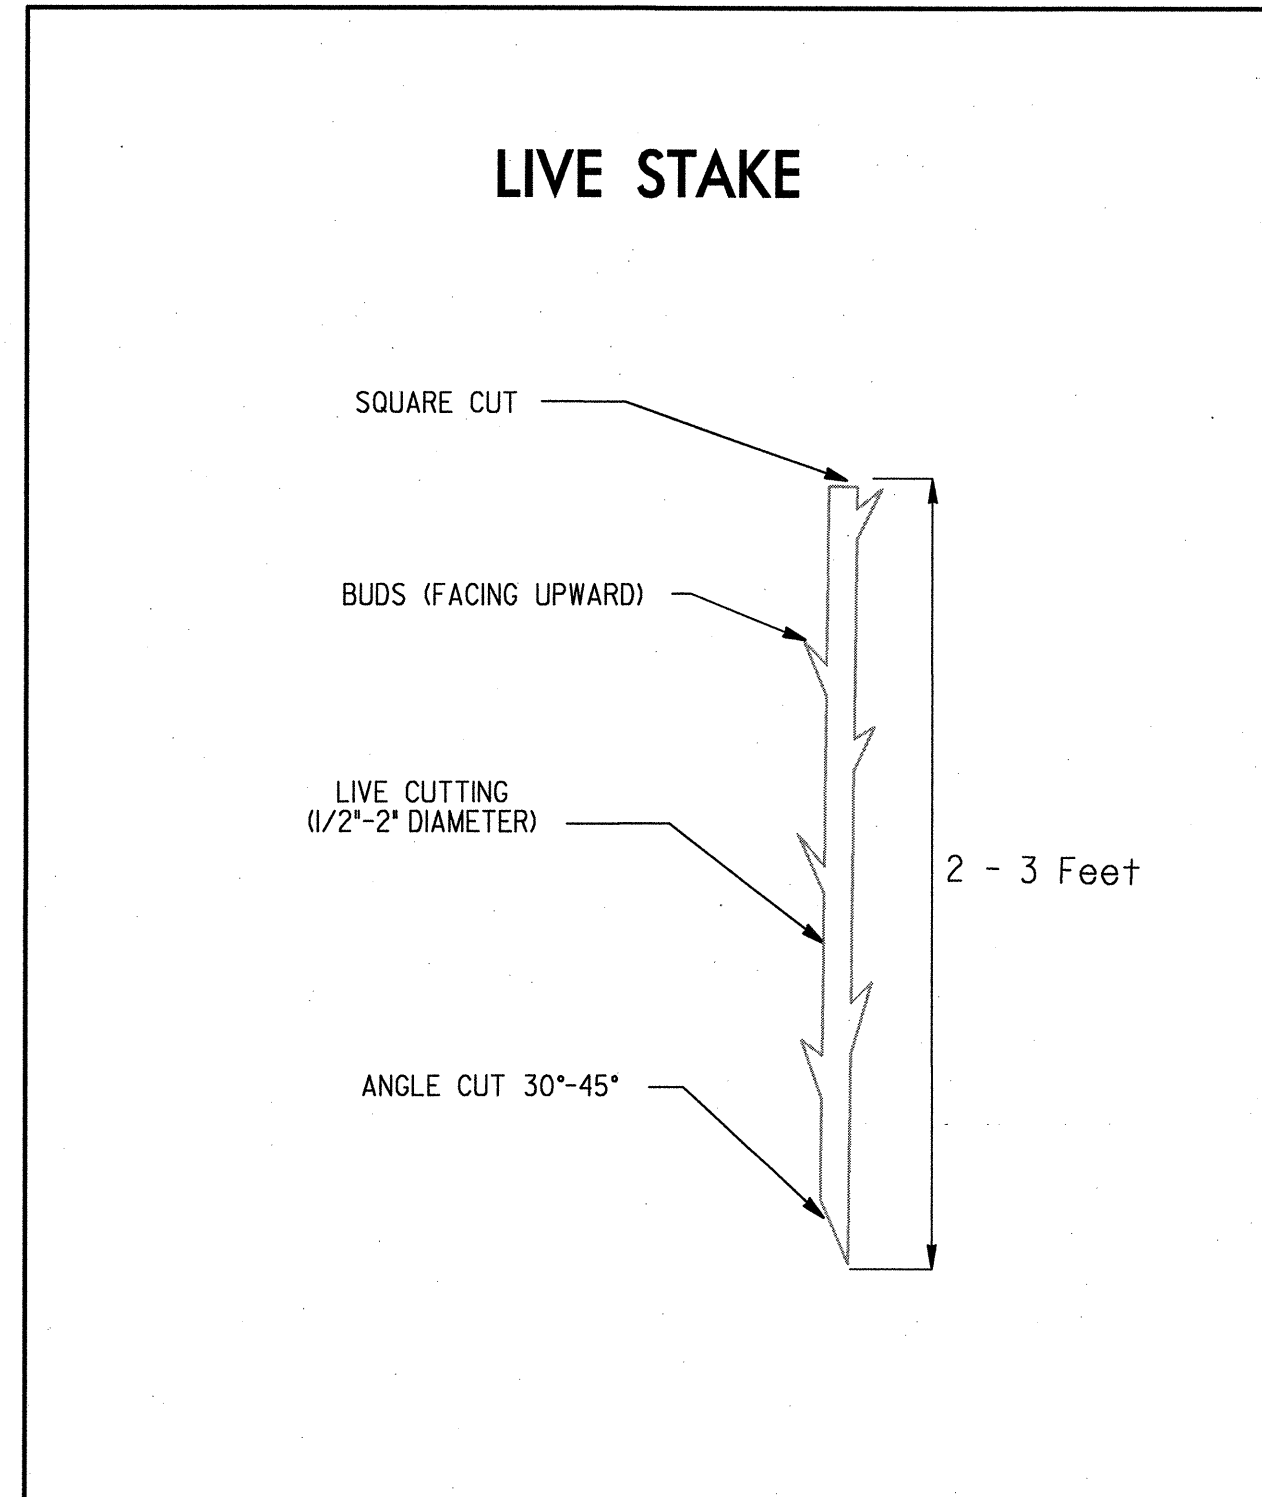 LIVE STAKE
SQUARE CUT
BUDS (FACING UPWARD)
LIVE CUTTING
(1/2"-2" DIAMETER)
2 - 3 Feet
ANGLE CUT 30°-45°